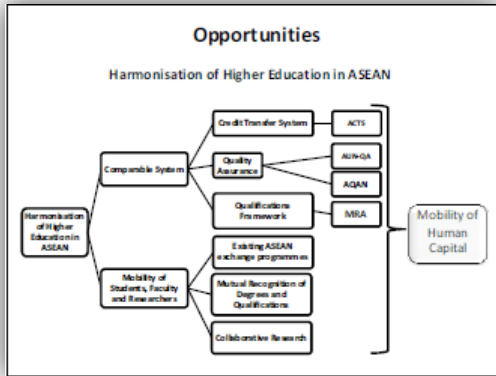 Opportunities
Harmonisation of Higher Education in ASEAN
Harmonisation
of Higher
Education in
ASEAN
Comparable System
Credit Transfer System
ACTS
Quality
Assurance
AUN-QA
AQAN
Qualifications
Framework
MRA
Mobility of
Students, Faculty
and Researchers
Existing ASEAN
exchange programmes
Mutual Recognition
of Degrees and
Qualifications
Collaborative Research
Mobility of
Human
Capital